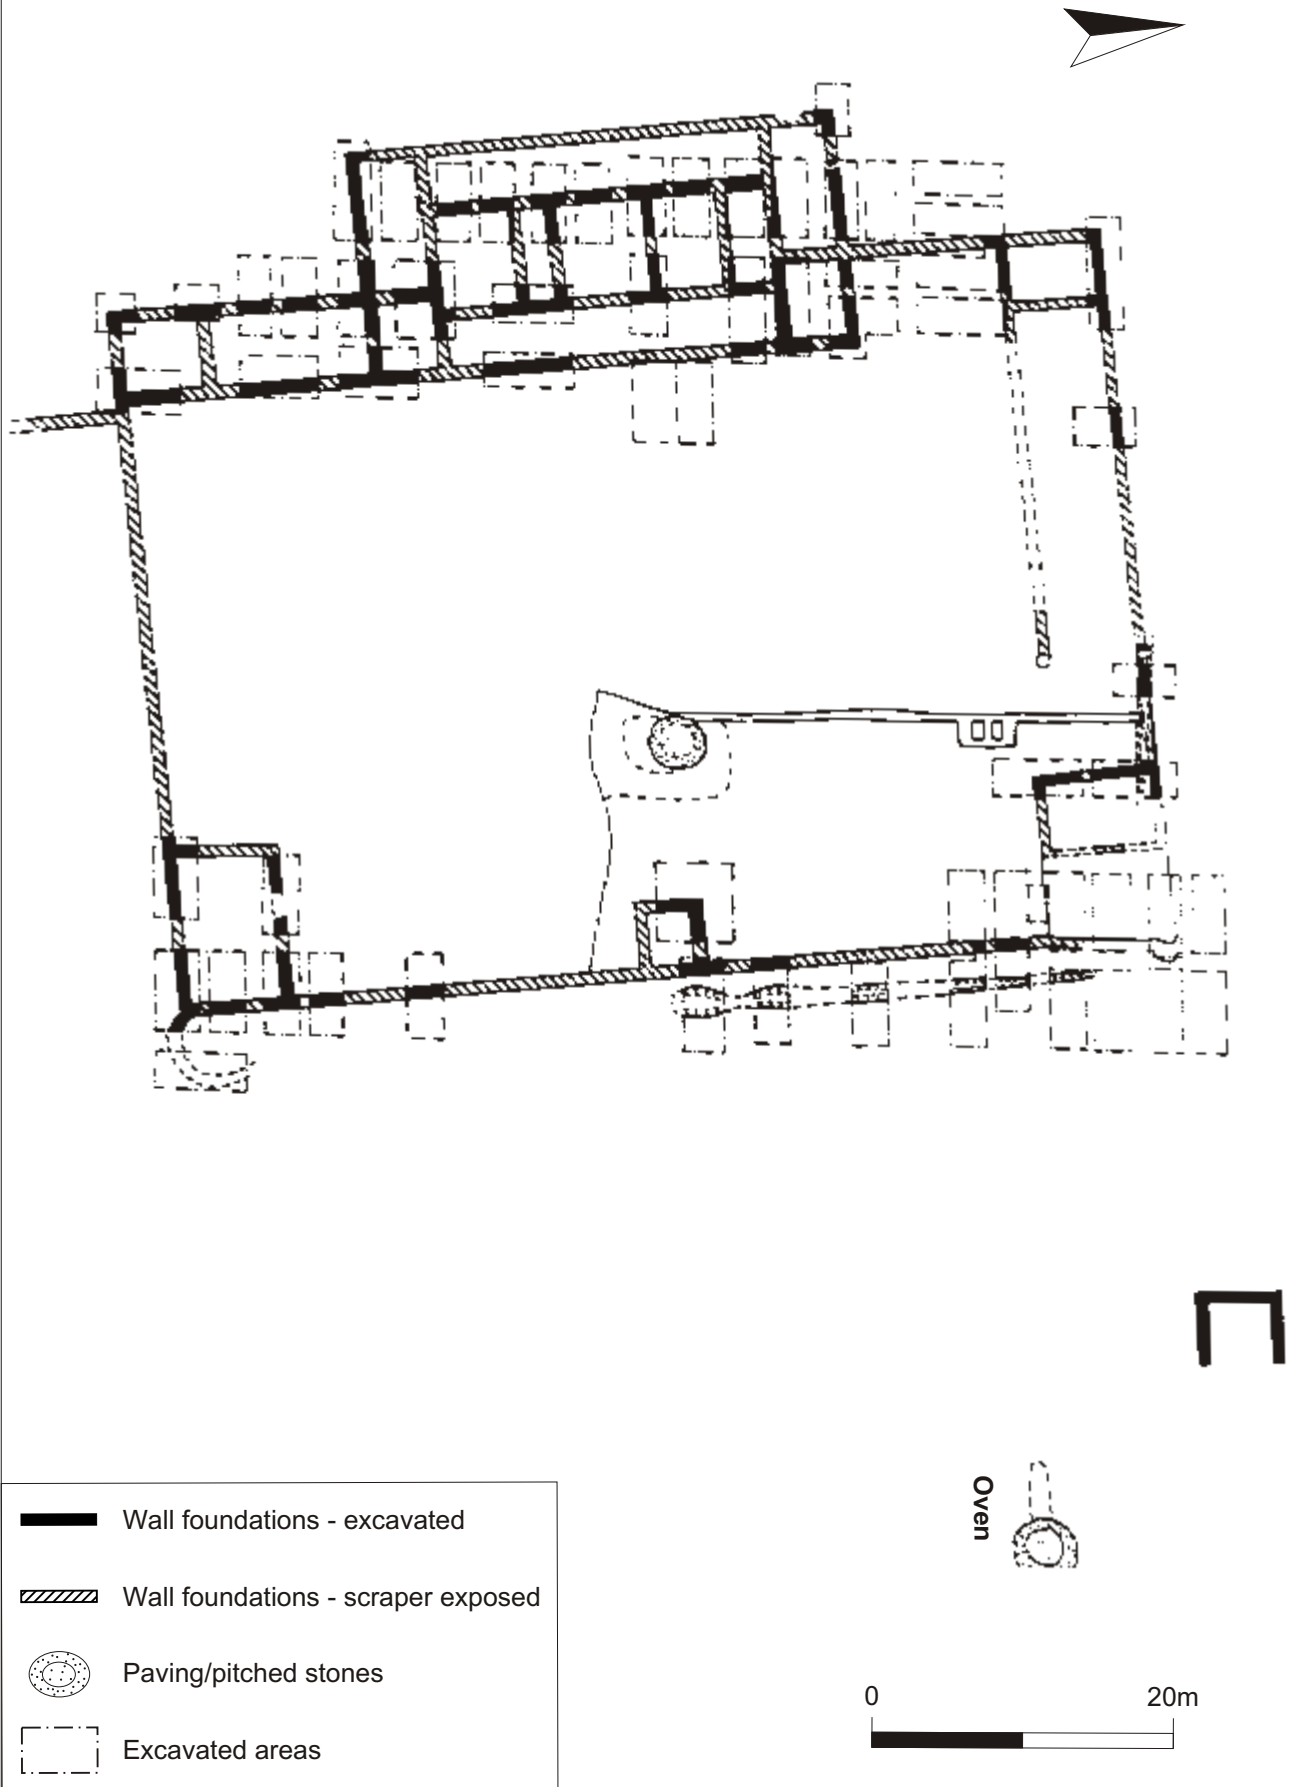 Oven
Wall foundations - excavated
Wall foundations - scraper exposed
Paving/pitched stones
Excavated areas
0 20m